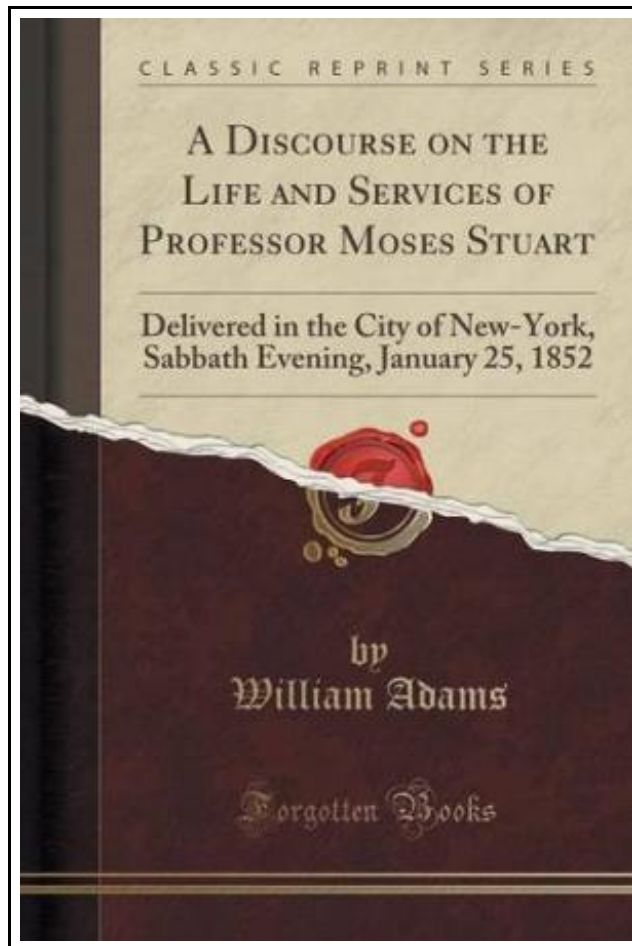 CLASSIC REPRINT SERIES
A DISCOURSE ON THE
LIFE AND SERVICES OF
PROFESSOR MOSES STUART
Delivered in the City of New-York,
Sabbath Evening, January 25, 1852
by
William Adams
Forgotten Books